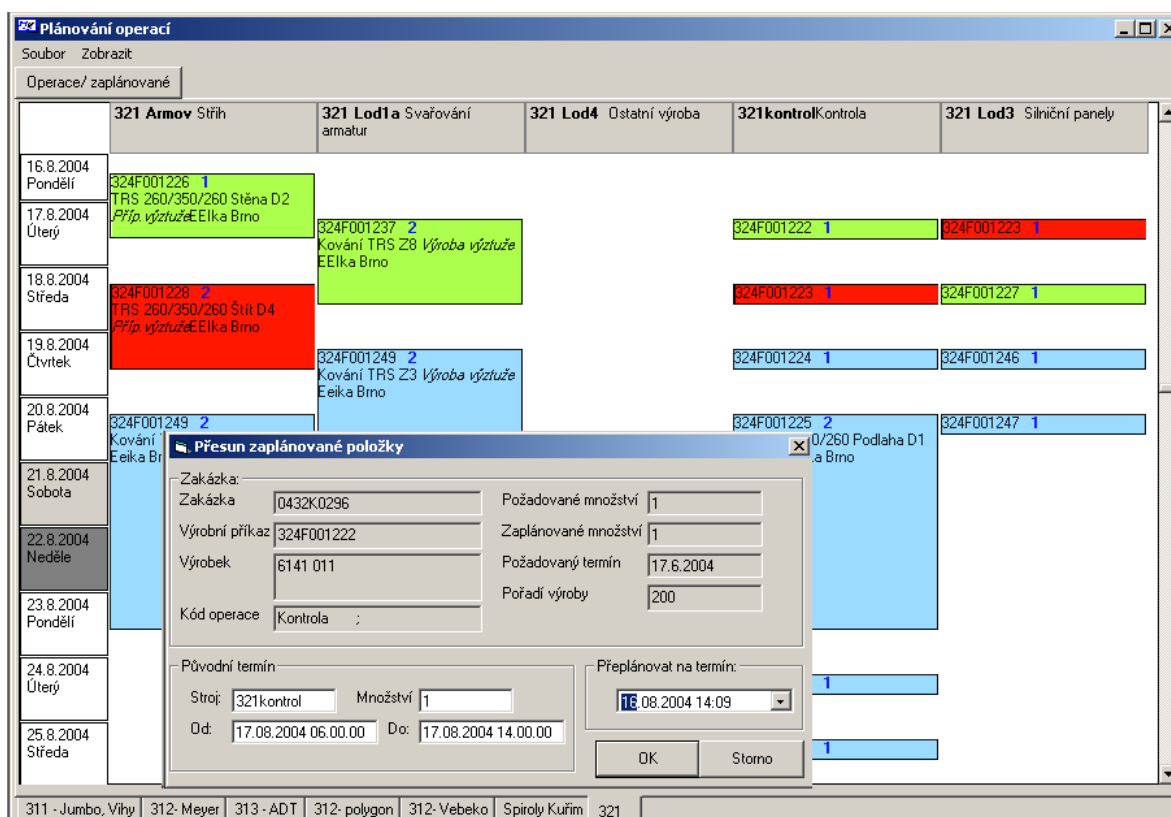 Plánování operací
Soubor Zobrazit
Operace/ zaplánované
321 Armov Střih
321 Lod1a Svařování
armatur
321 Lod4 Ostatní výroba
321kontrolKontrola
321 Lod3 Silniční panely
16.8.2004
Pondělí
17.8.2004
Úterý
18.8.2004
Středa
19.8.2004
Čtvrtek
20.8.2004
Pátek
21.8.2004
Sobota
22.8.2004
Neděle
23.8.2004
Pondělí
24.8.2004
Úterý
25.8.2004
Středa
324F001226 1
TRS 260/350/260 Stěna D2
Příp. výztužeEElka Brno
324F001228 2
TRS 260/350/260 Štít D4
Příp. výztužeEElka Brno
324F001249 2
Kování
Eeika Br
324F001237 2
Kování TRS Z8 Výroba výztuže
EElka Brno
324F001249 2
Kování TRS Z3 Výroba výztuže
Eeika Brno
324F001222 1
324F001223 1
324F001224 1
324F001225 2
0/260 Podlaha D1
a Brno
1
1
324F001223 1
324F001227 1
324F001246 1
324F001247 1
Přesun zaplánované položky
Zakázka:
Zakázka 0432K0296
Výrobní příkaz 324F001222
Výrobek 6141 011
Kód operace Kontrola ;
Požadované množství 1
Zaplánované množství 1
Požadovaný termín 17.6.2004
Pořadí výroby 200
Původní termín
Stroj: 321kontrol Množství 1
Od: 17.08.2004 06.00.00 Do: 17.08.2004 14.00.00
Přeplánovat na termín:
16.08.2004 14:09
OK Storno
311 - Jumbo, Vihy 312- Meyer 313 - ADT 312- polygon 312- Vebeko Spiroly Kuřim 321